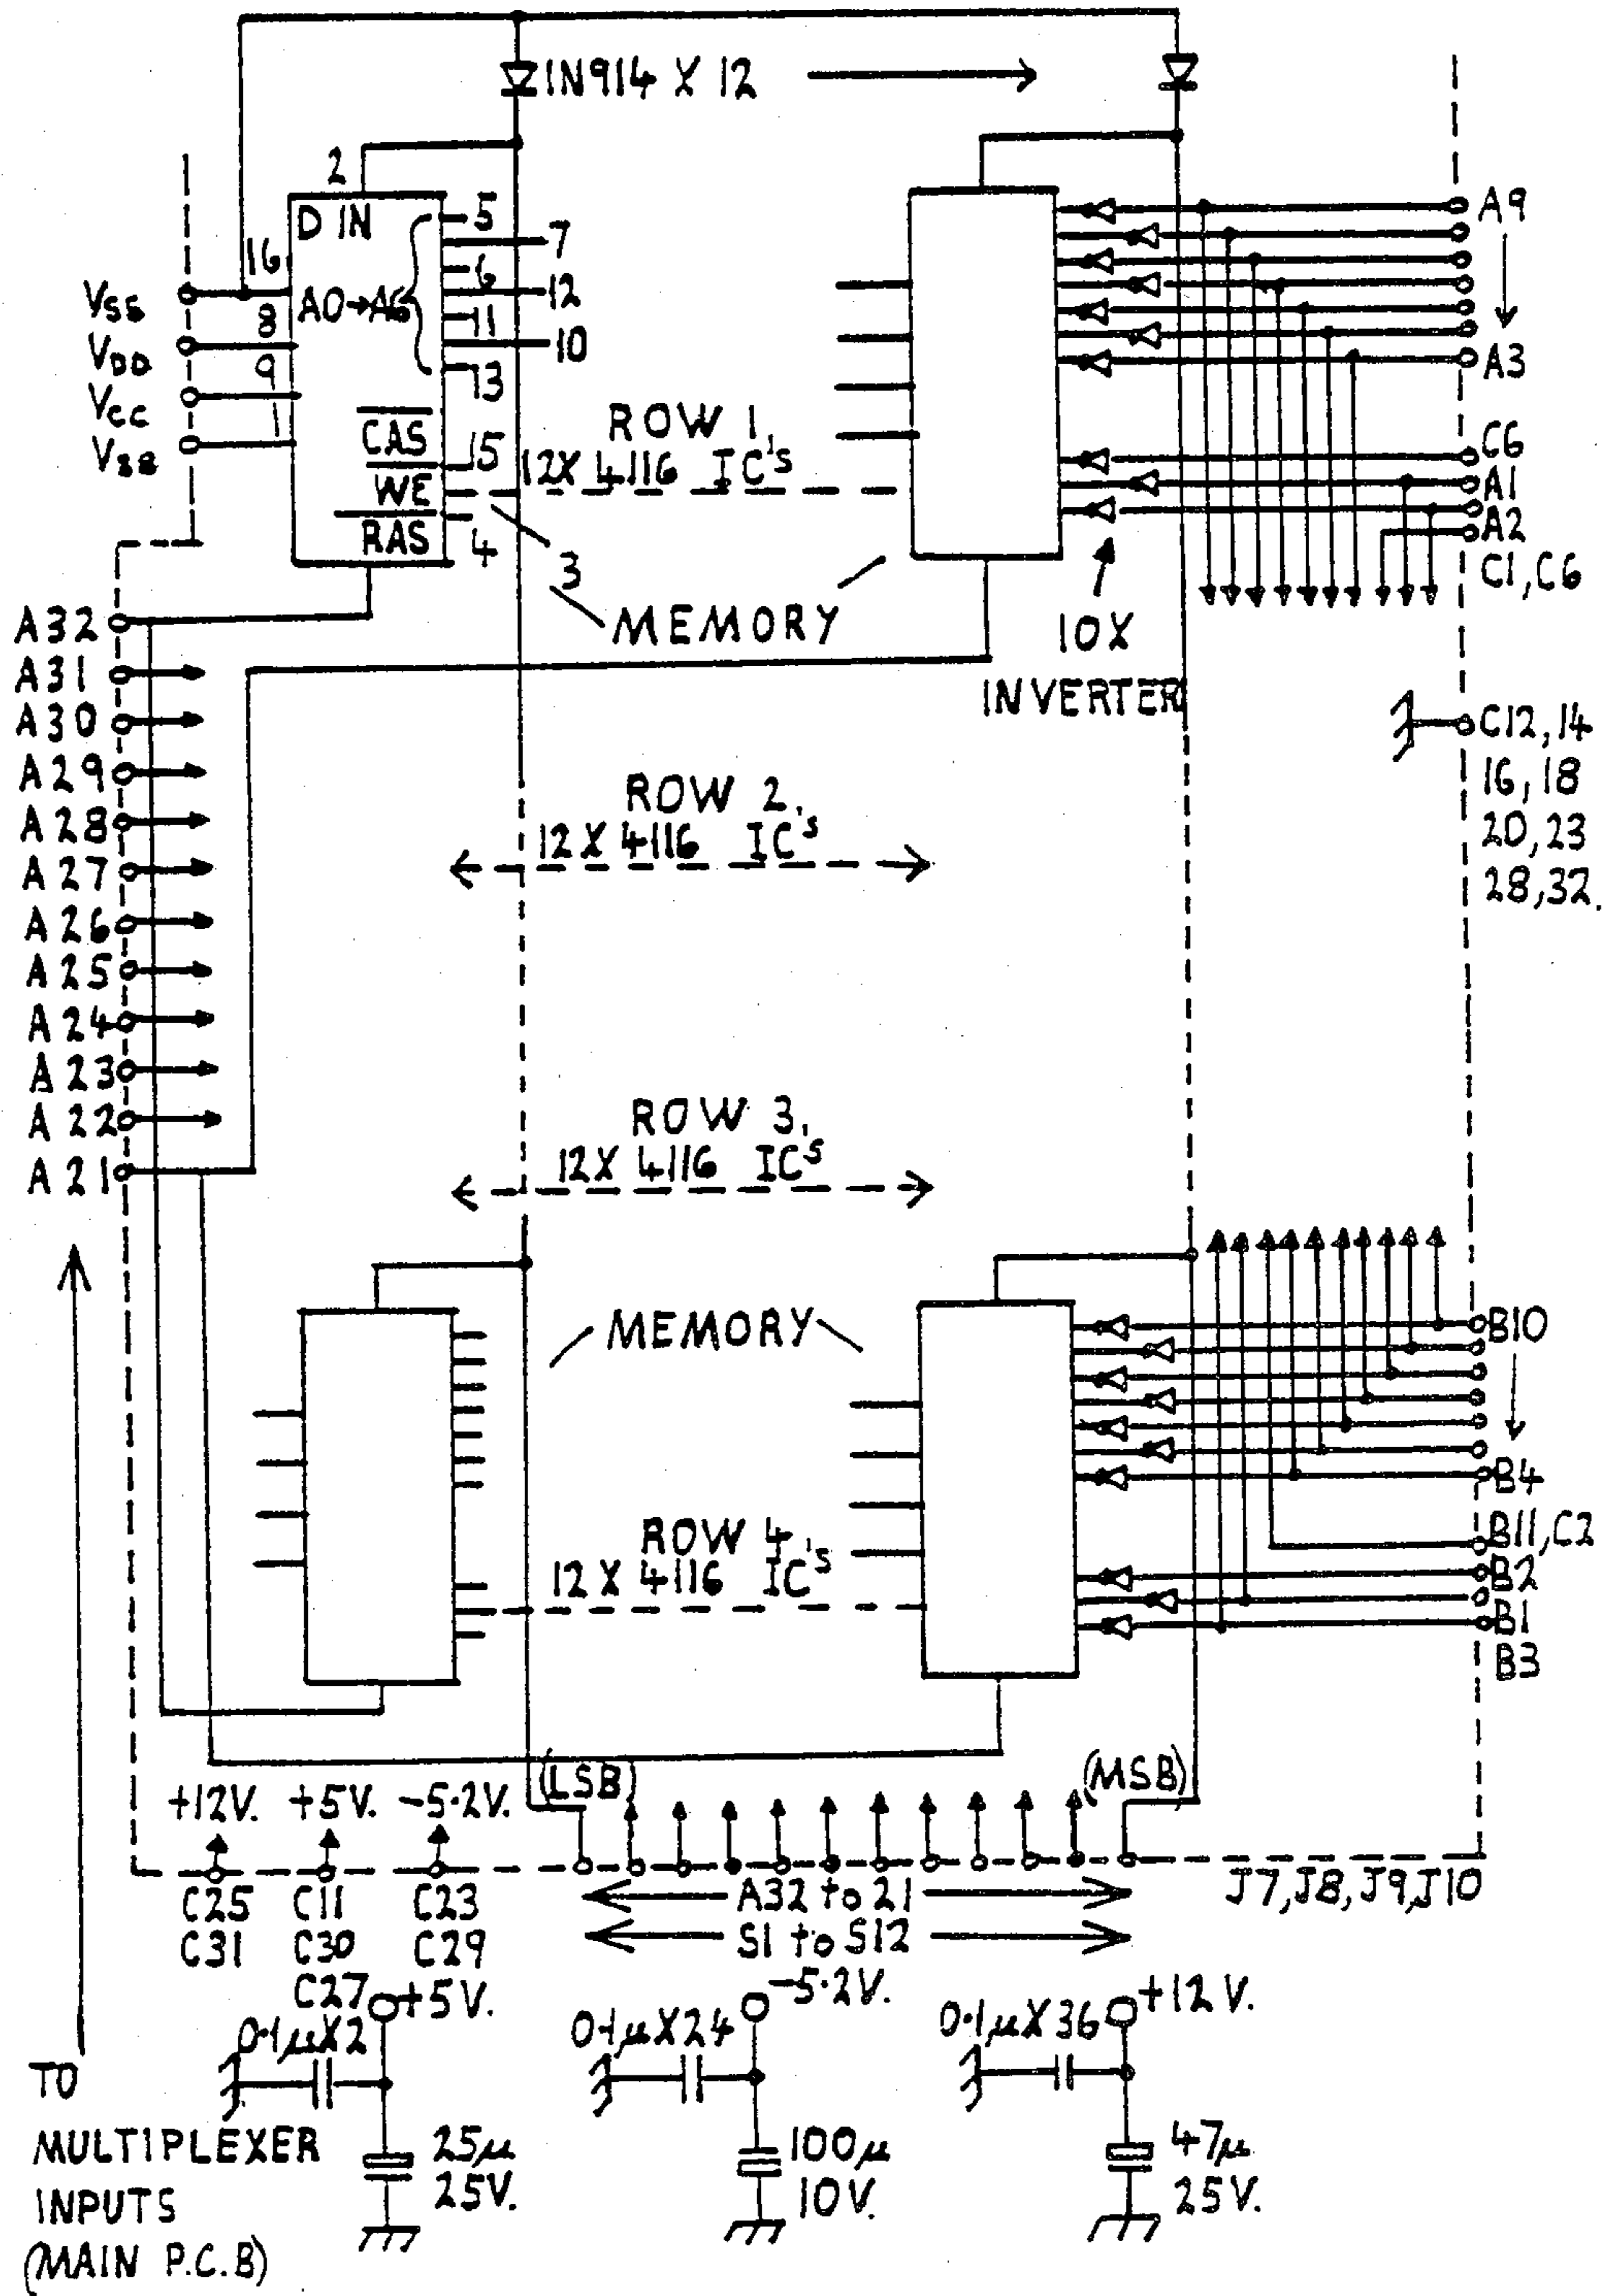 IN914 X 12
2
D IN
5
7
16
A0→A6
6
12
VSS
8
11
VDD
10
9
13
VCC
CAS
1
VBB
15
WE
RAS
4
3
ROW 1,
12X 4116 IC's
MEMORY
10X
INVERTER
A9
A3
C6
A1
A2
C1, C6
C12, 14
16, 18
20, 23
28, 32.
A32
A31
A30
A29
A28
A27
A26
A25
A24
A23
A22
A21
ROW 2,
12X 4116 IC's
ROW 3,
12X 4116 IC's
MEMORY
ROW 4,
12X 4116 IC's
B10
B4
B11, C2
B2
B1
B3
(LSB)
(MSB)
+12V. +5V. -5.2V.
C25 C11 C23
C31 C30 C29
C27
A32 to 21
S1 to S12
J7, J8, J9, J10
+5V.
0.1µX2
25µ
25V.
-5.2V.
0.1µX24
100µ
10V.
+12V.
0.1µX36
47µ
25V.
TO
MULTIPLEXER
INPUTS
(MAIN P.C.B)